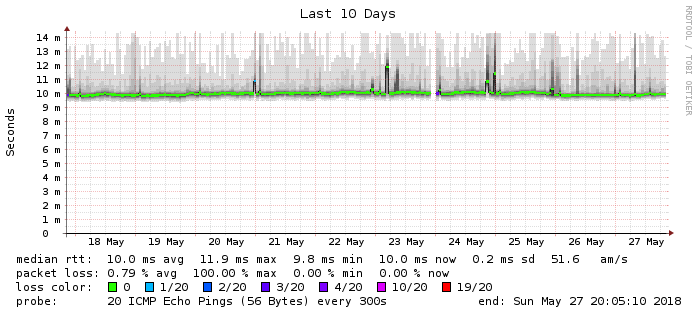 Last 10 Days
RRDTOOL / TOBI OETIKER
Seconds
14 m
13 m
12 m
11 m
10 m
9 m
8 m
7 m
6 m
5 m
4 m
3 m
2 m
1 m
0
18 May 19 May 20 May 21 May 22 May 23 May 24 May 25 May 26 May 27 May
median rtt: 10.0 ms avg 11.9 ms max 9.8 ms min 10.0 ms now 0.2 ms sd 51.6 am/s
packet loss: 0.79 % avg 100.00 % max 0.00 % min 0.00 % now
loss color: 0 1/20 2/20 3/20 4/20 10/20 19/20
probe: 20 ICMP Echo Pings (56 Bytes) every 300s end: Sun May 27 20:05:10 2018